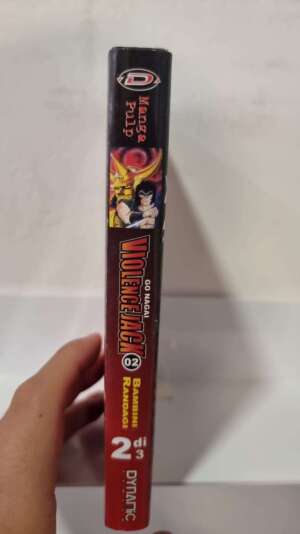 D
Manga
Pulp
GO NAGAI
VIOLENCE JACK
02
BAMBINI
RANDAGI
2 di 3
DYNAMIC